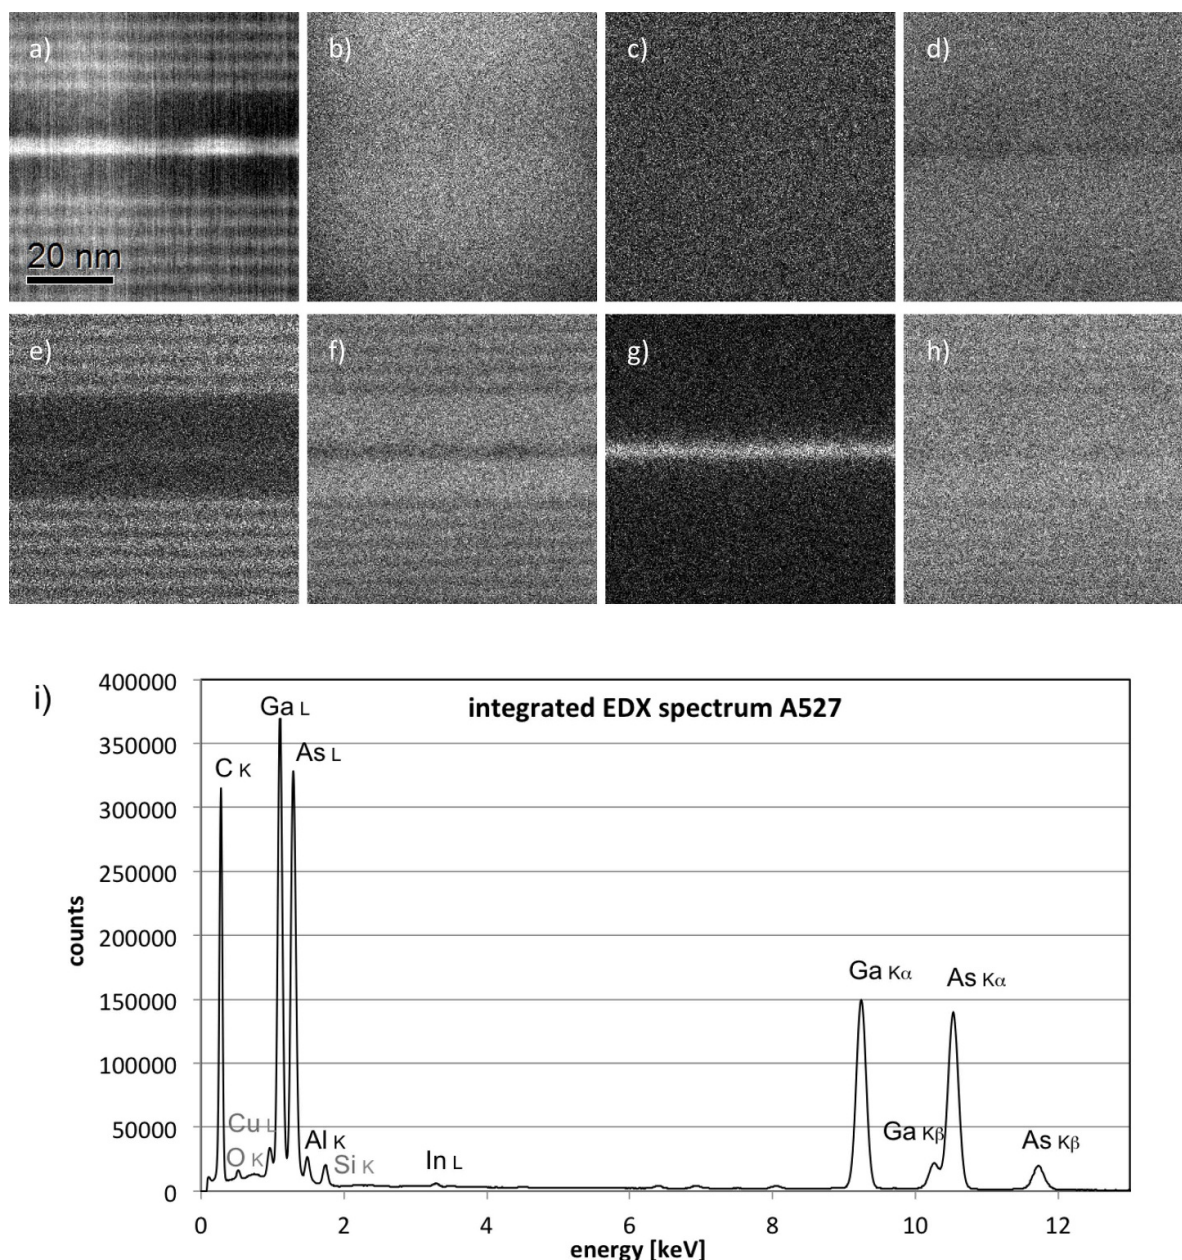 a)
b)
c)
d)
20 nm
e)
f)
g)
h)
i)
integrated EDX spectrum A527
400000
350000
300000
250000
200000
150000
100000
50000
0
counts
C K
Ga L
As L
Cu L
O K
Al K
Si K
In L
Ga Kα
As Kα
Ga Kβ
As Kβ
0 2 4 6 8 10 12
energy [keV]